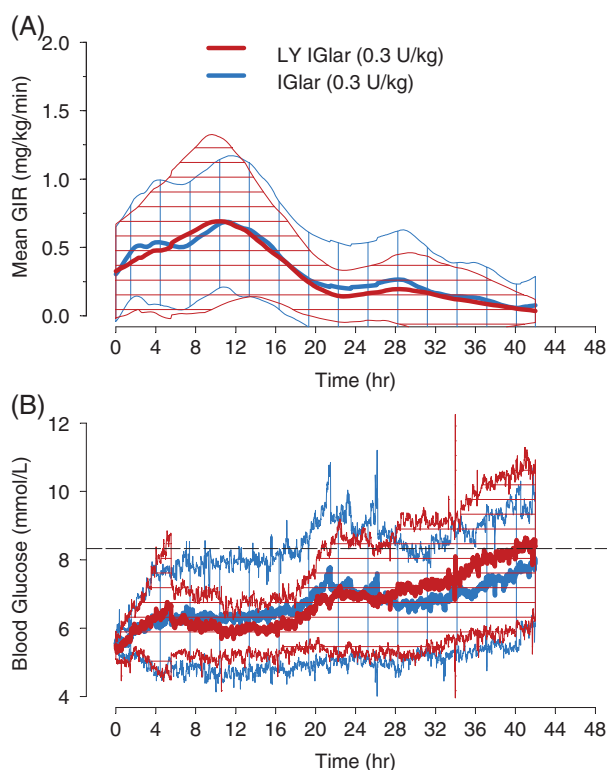 (A)
2.0
1.5
1.0
0.5
0.0
Mean GIR (mg/kg/min)
LY IGlar (0.3 U/kg)
IGlar (0.3 U/kg)
0 4 8 12 16 20 24 28 32 36 40 44 48
Time (hr)
(B)
12
10
8
6
4
Blood Glucose (mmol/L)
0 4 8 12 16 20 24 28 32 36 40 44 48
Time (hr)